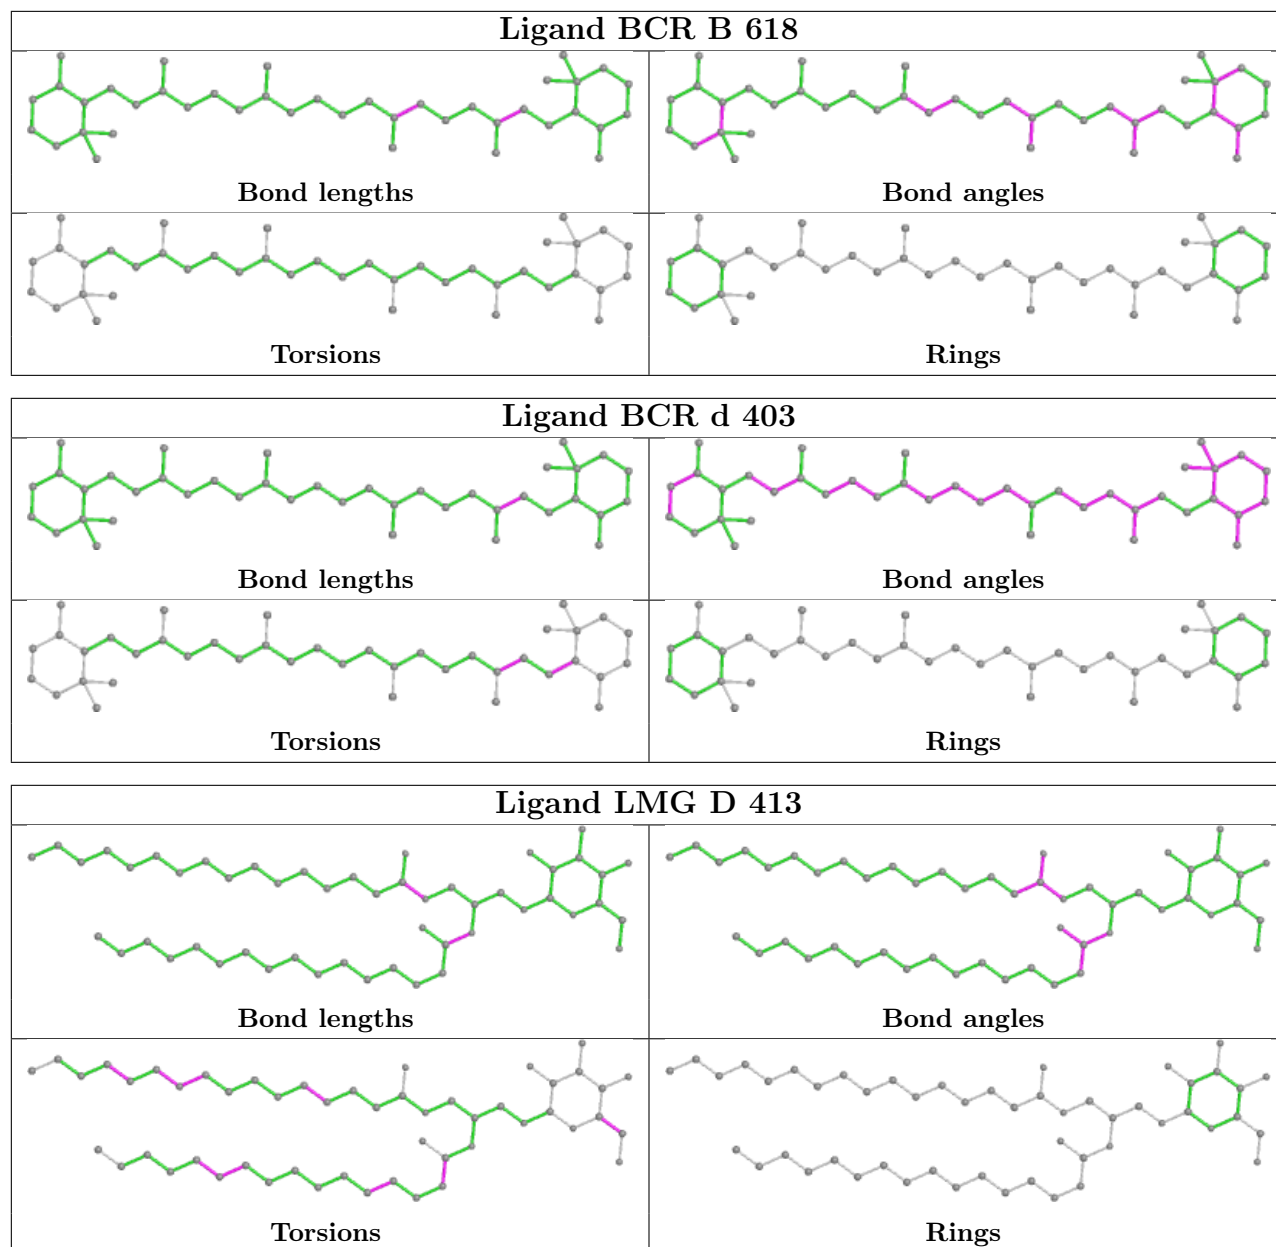 Ligand BCR B 618
Bond lengths
Bond angles
Torsions
Rings
Ligand BCR d 403
Bond lengths
Bond angles
Torsions
Rings
Ligand LMG D 413
Bond lengths
Bond angles
Torsions
Rings